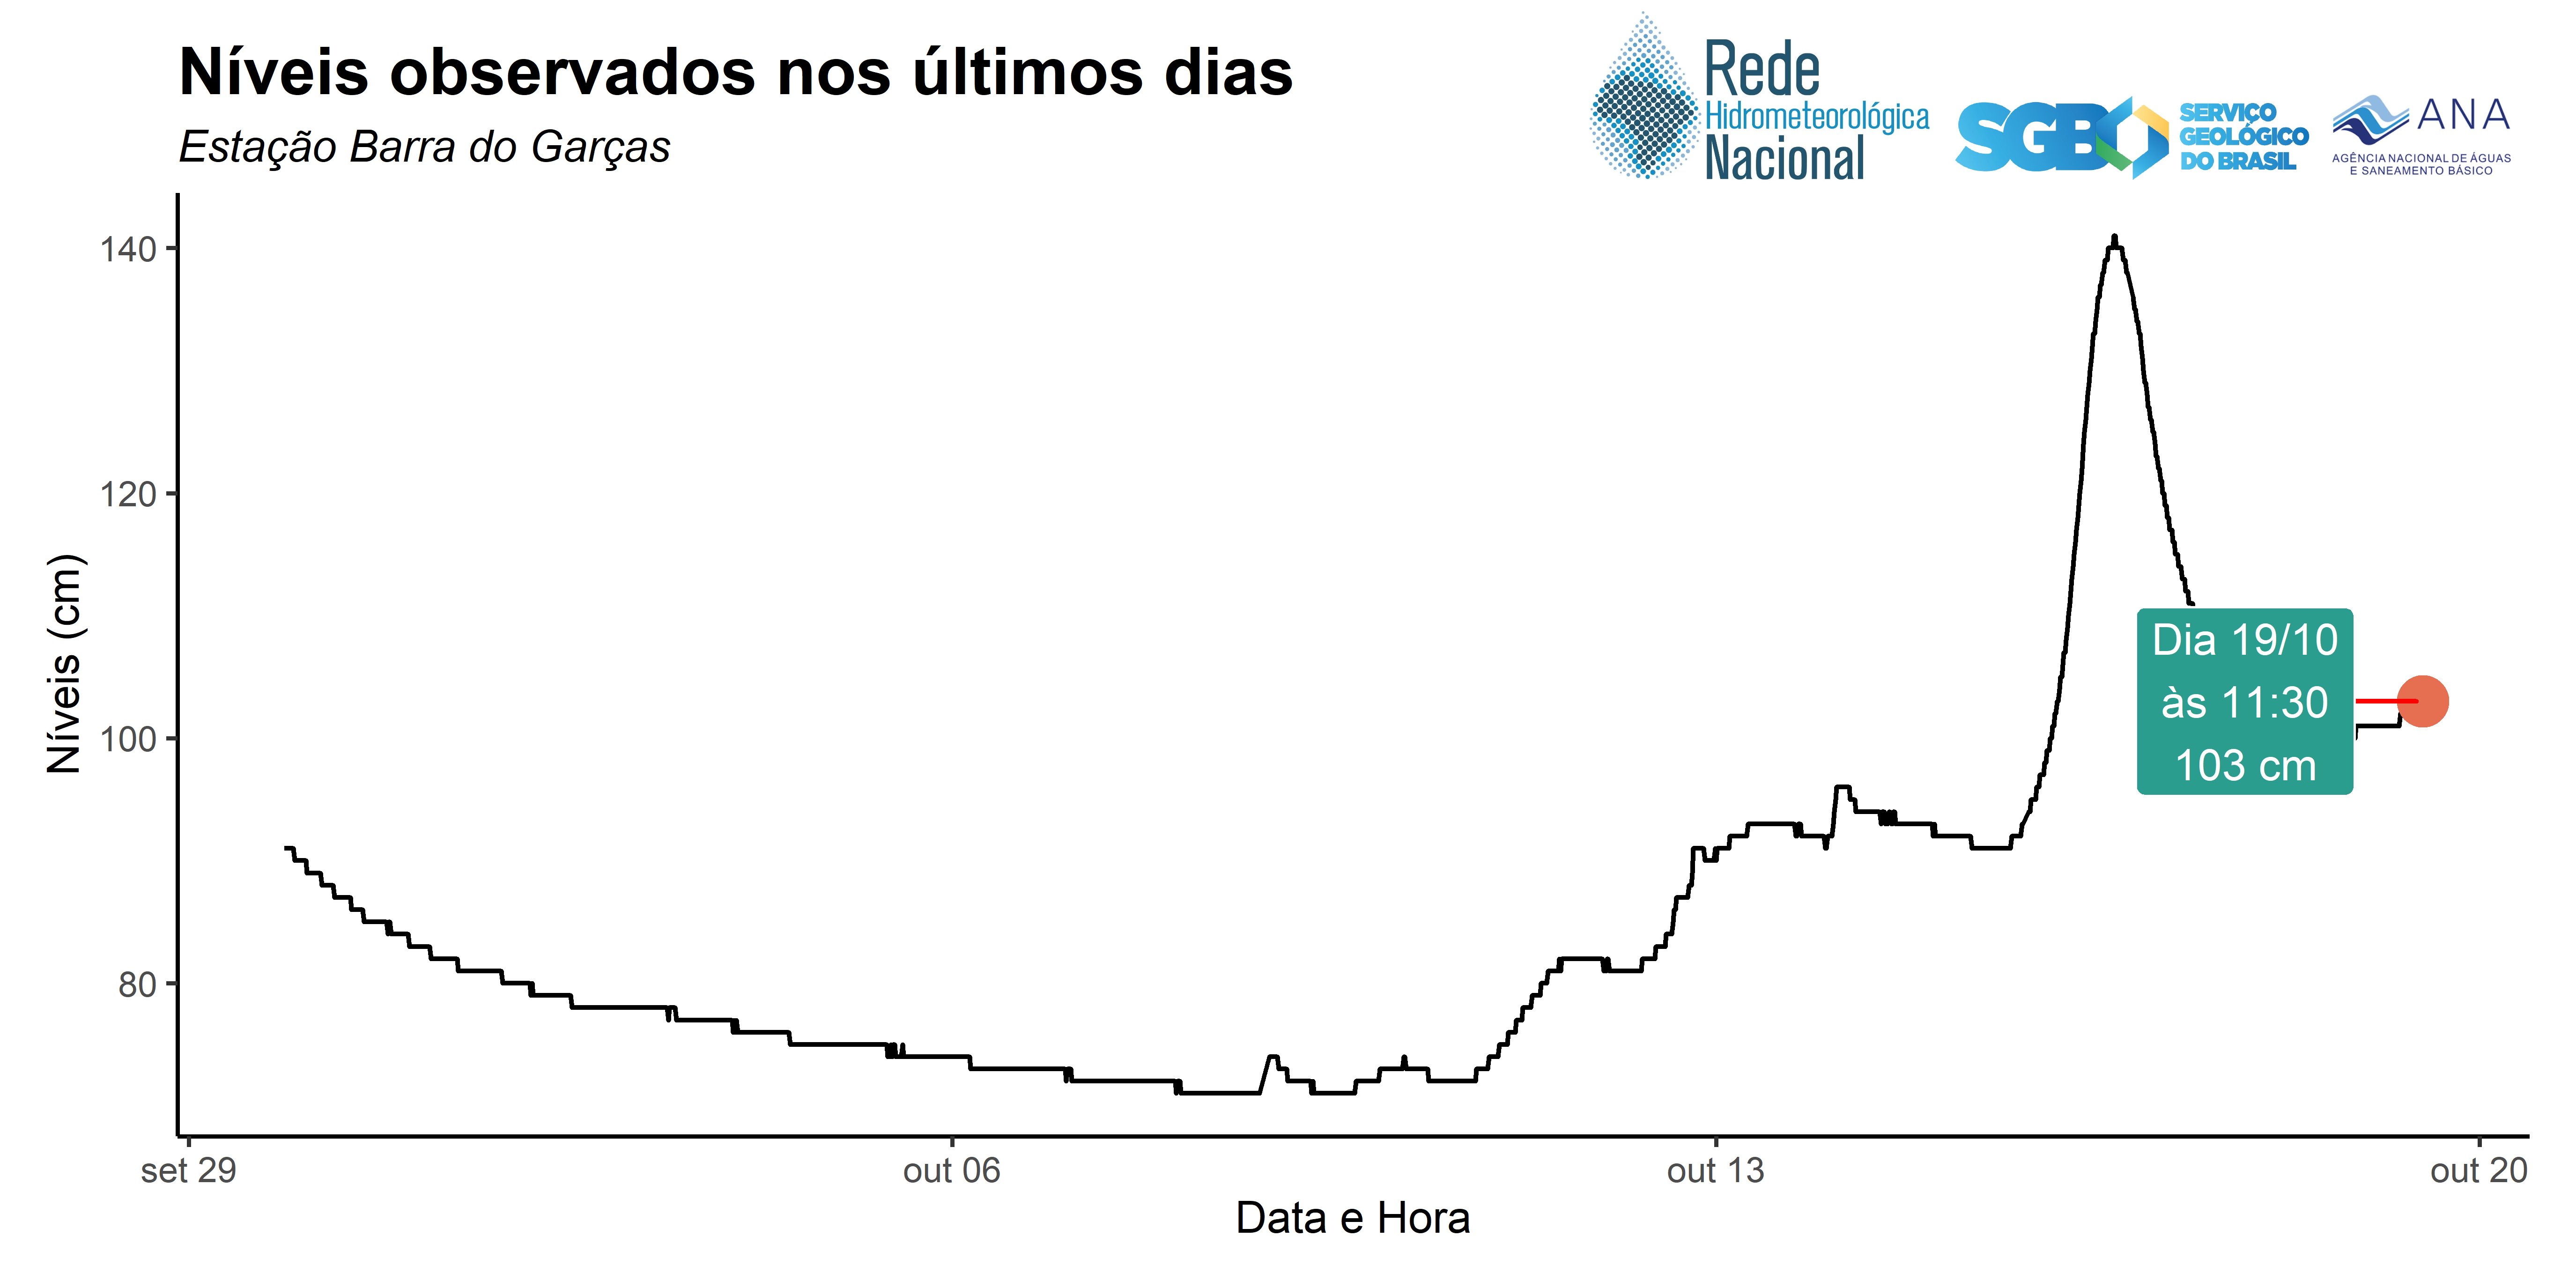 Níveis observados nos últimos dias
Estação Barra do Garças
Rede
Hidrometeorológica
Nacional
SGB
SERVIÇO
GEOLÓGICO
DO BRASIL
ANA
AGÊNCIA NACIONAL DE ÁGUAS
E SANEAMENTO BÁSICO
Níveis (cm)
140
120
100
80
Dia 19/10
às 11:30
103 cm
set 29
out 06
out 13
out 20
Data e Hora